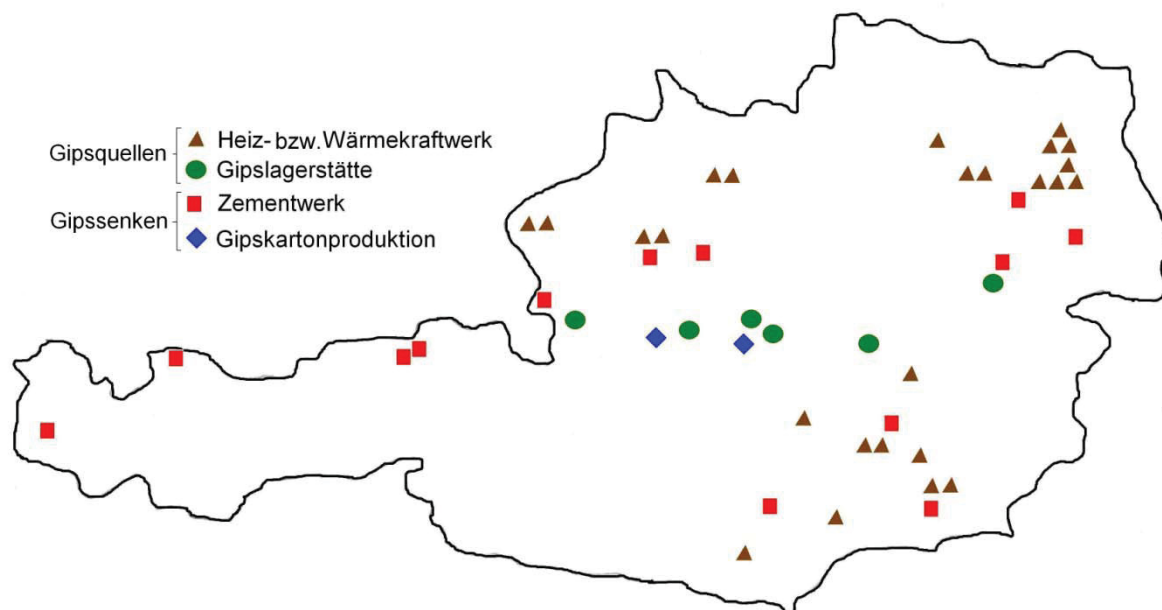 Gipsquellen
Heiz- bzw. Wärmekraftwerk
Gipslagerstätte
Gipssenken
Zementwerk
Gipskartonproduktion